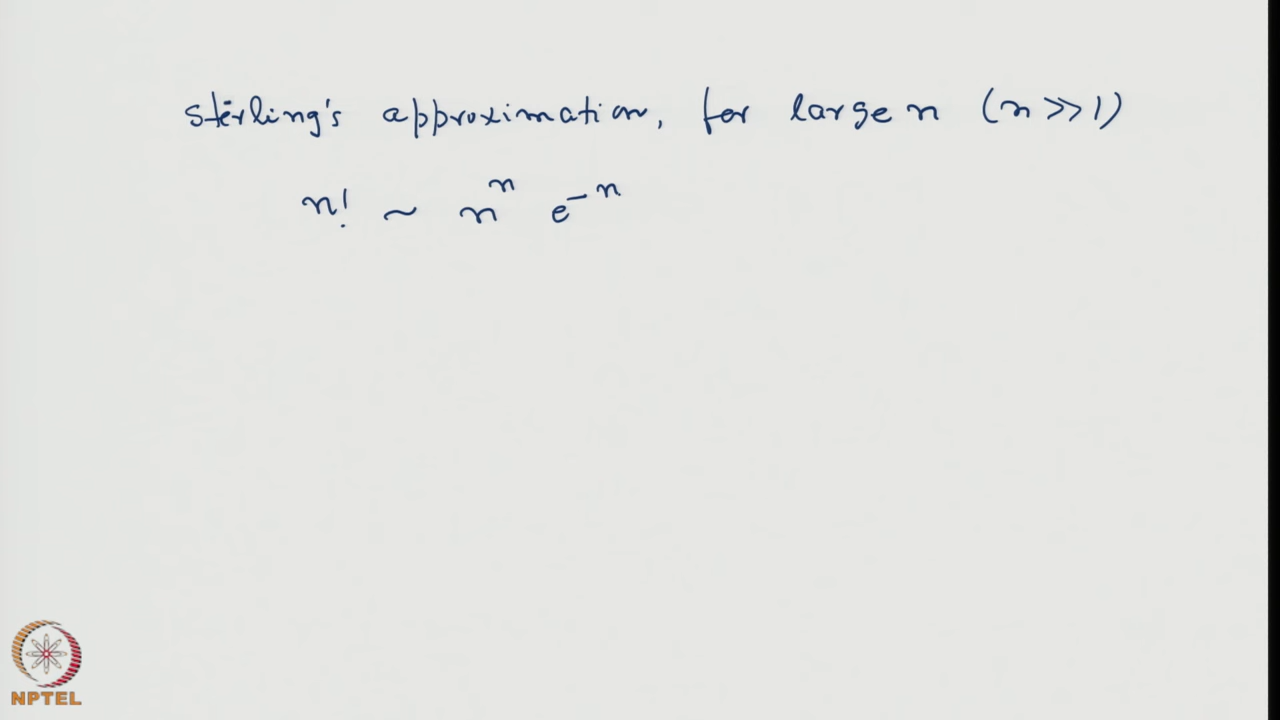 stirling's approximation, for large n (n >> 1)
n! ~ n^n e^-n
NPTEL